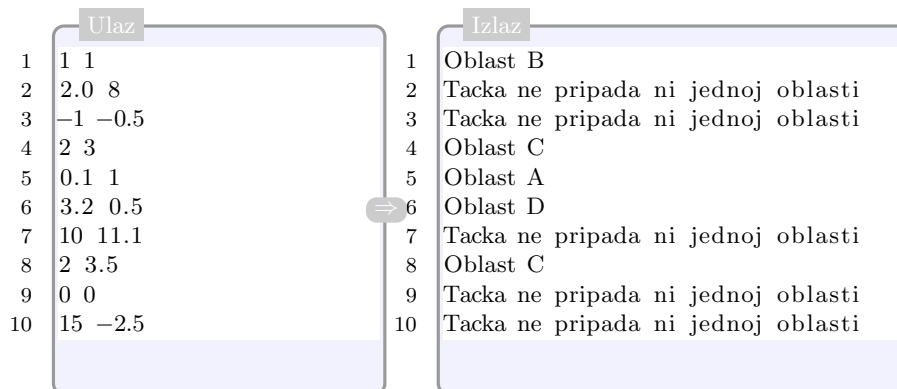 Ulaz
1 1 1
2 2.0 8
3 −1 −0.5
4 2 3
5 0.1 1
6 3.2 0.5
7 10 11.1
8 2 3.5
9 0 0
10 15 −2.5
⇒
Izlaz
1 Oblast B
2 Tacka ne pripada ni jednoj oblasti
3 Tacka ne pripada ni jednoj oblasti
4 Oblast C
5 Oblast A
6 Oblast D
7 Tacka ne pripada ni jednoj oblasti
8 Oblast C
9 Tacka ne pripada ni jednoj oblasti
10 Tacka ne pripada ni jednoj oblasti